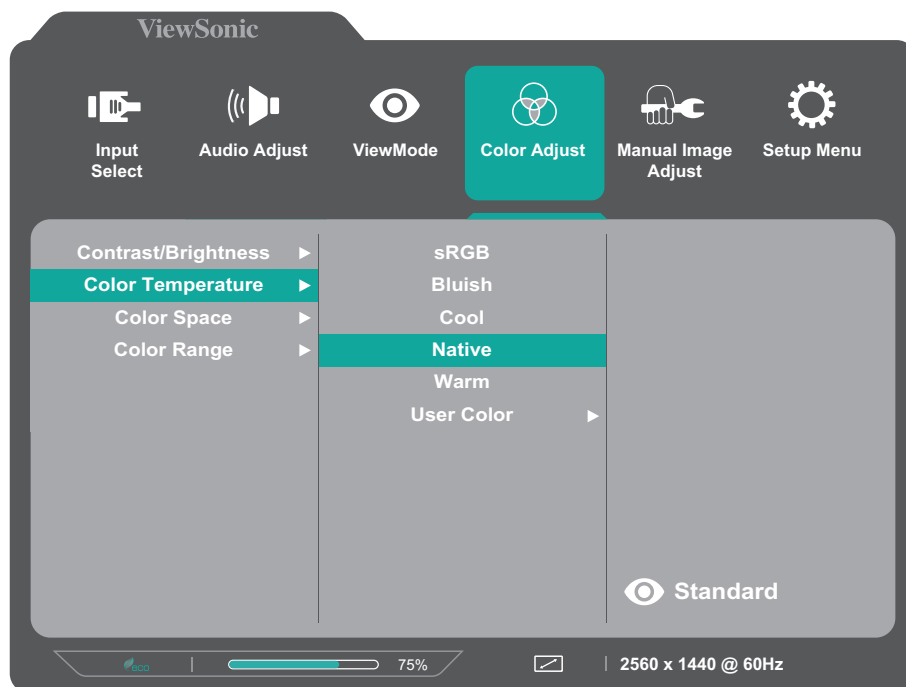 ViewSonic
Input Select
Audio Adjust
ViewMode
Color Adjust
Manual Image Adjust
Setup Menu
Contrast/Brightness
Color Temperature
Color Space
Color Range
sRGB
Bluish
Cool
Native
Warm
User Color
Standard
eco
75%
2560 x 1440 @ 60Hz